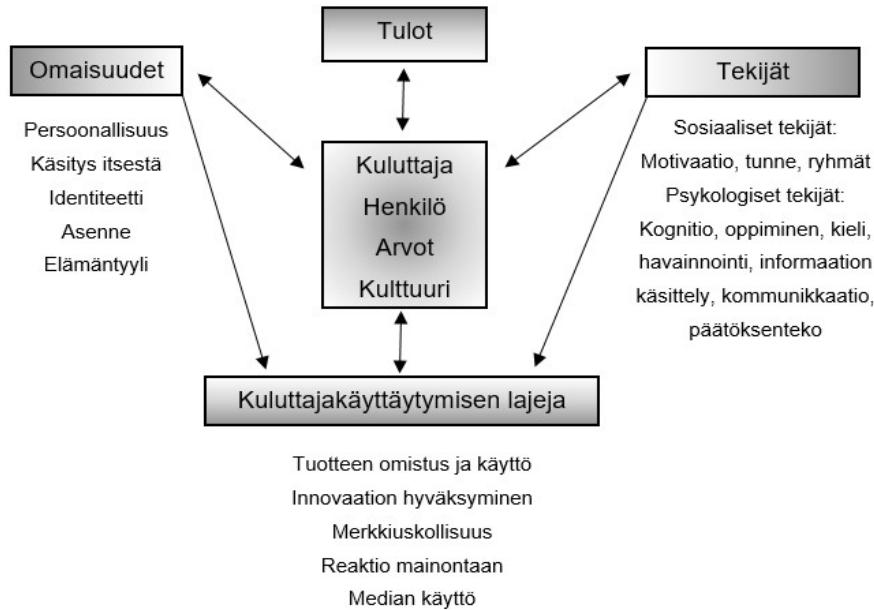 Tulot
Omaisuudet
Persoonallisuus
Käsitys itsestä
Identiteetti
Asenne
Elämäntyyli
Kuluttaja
Henkilö
Arvot
Kulttuuri
Tekijät
Sosiaaliset tekijät:
Motivaatio, tunne, ryhmät
Psykologiset tekijät:
Kognitio, oppiminen, kieli,
havainnointi, informaation
käsittely, kommunikkaatio,
päätöksenteko
Kuluttajakäyttäytymisen lajeja
Tuotteen omistus ja käyttö
Innovaation hyväksyminen
Merkkiuskollisuus
Reaktio mainontaan
Median käyttö